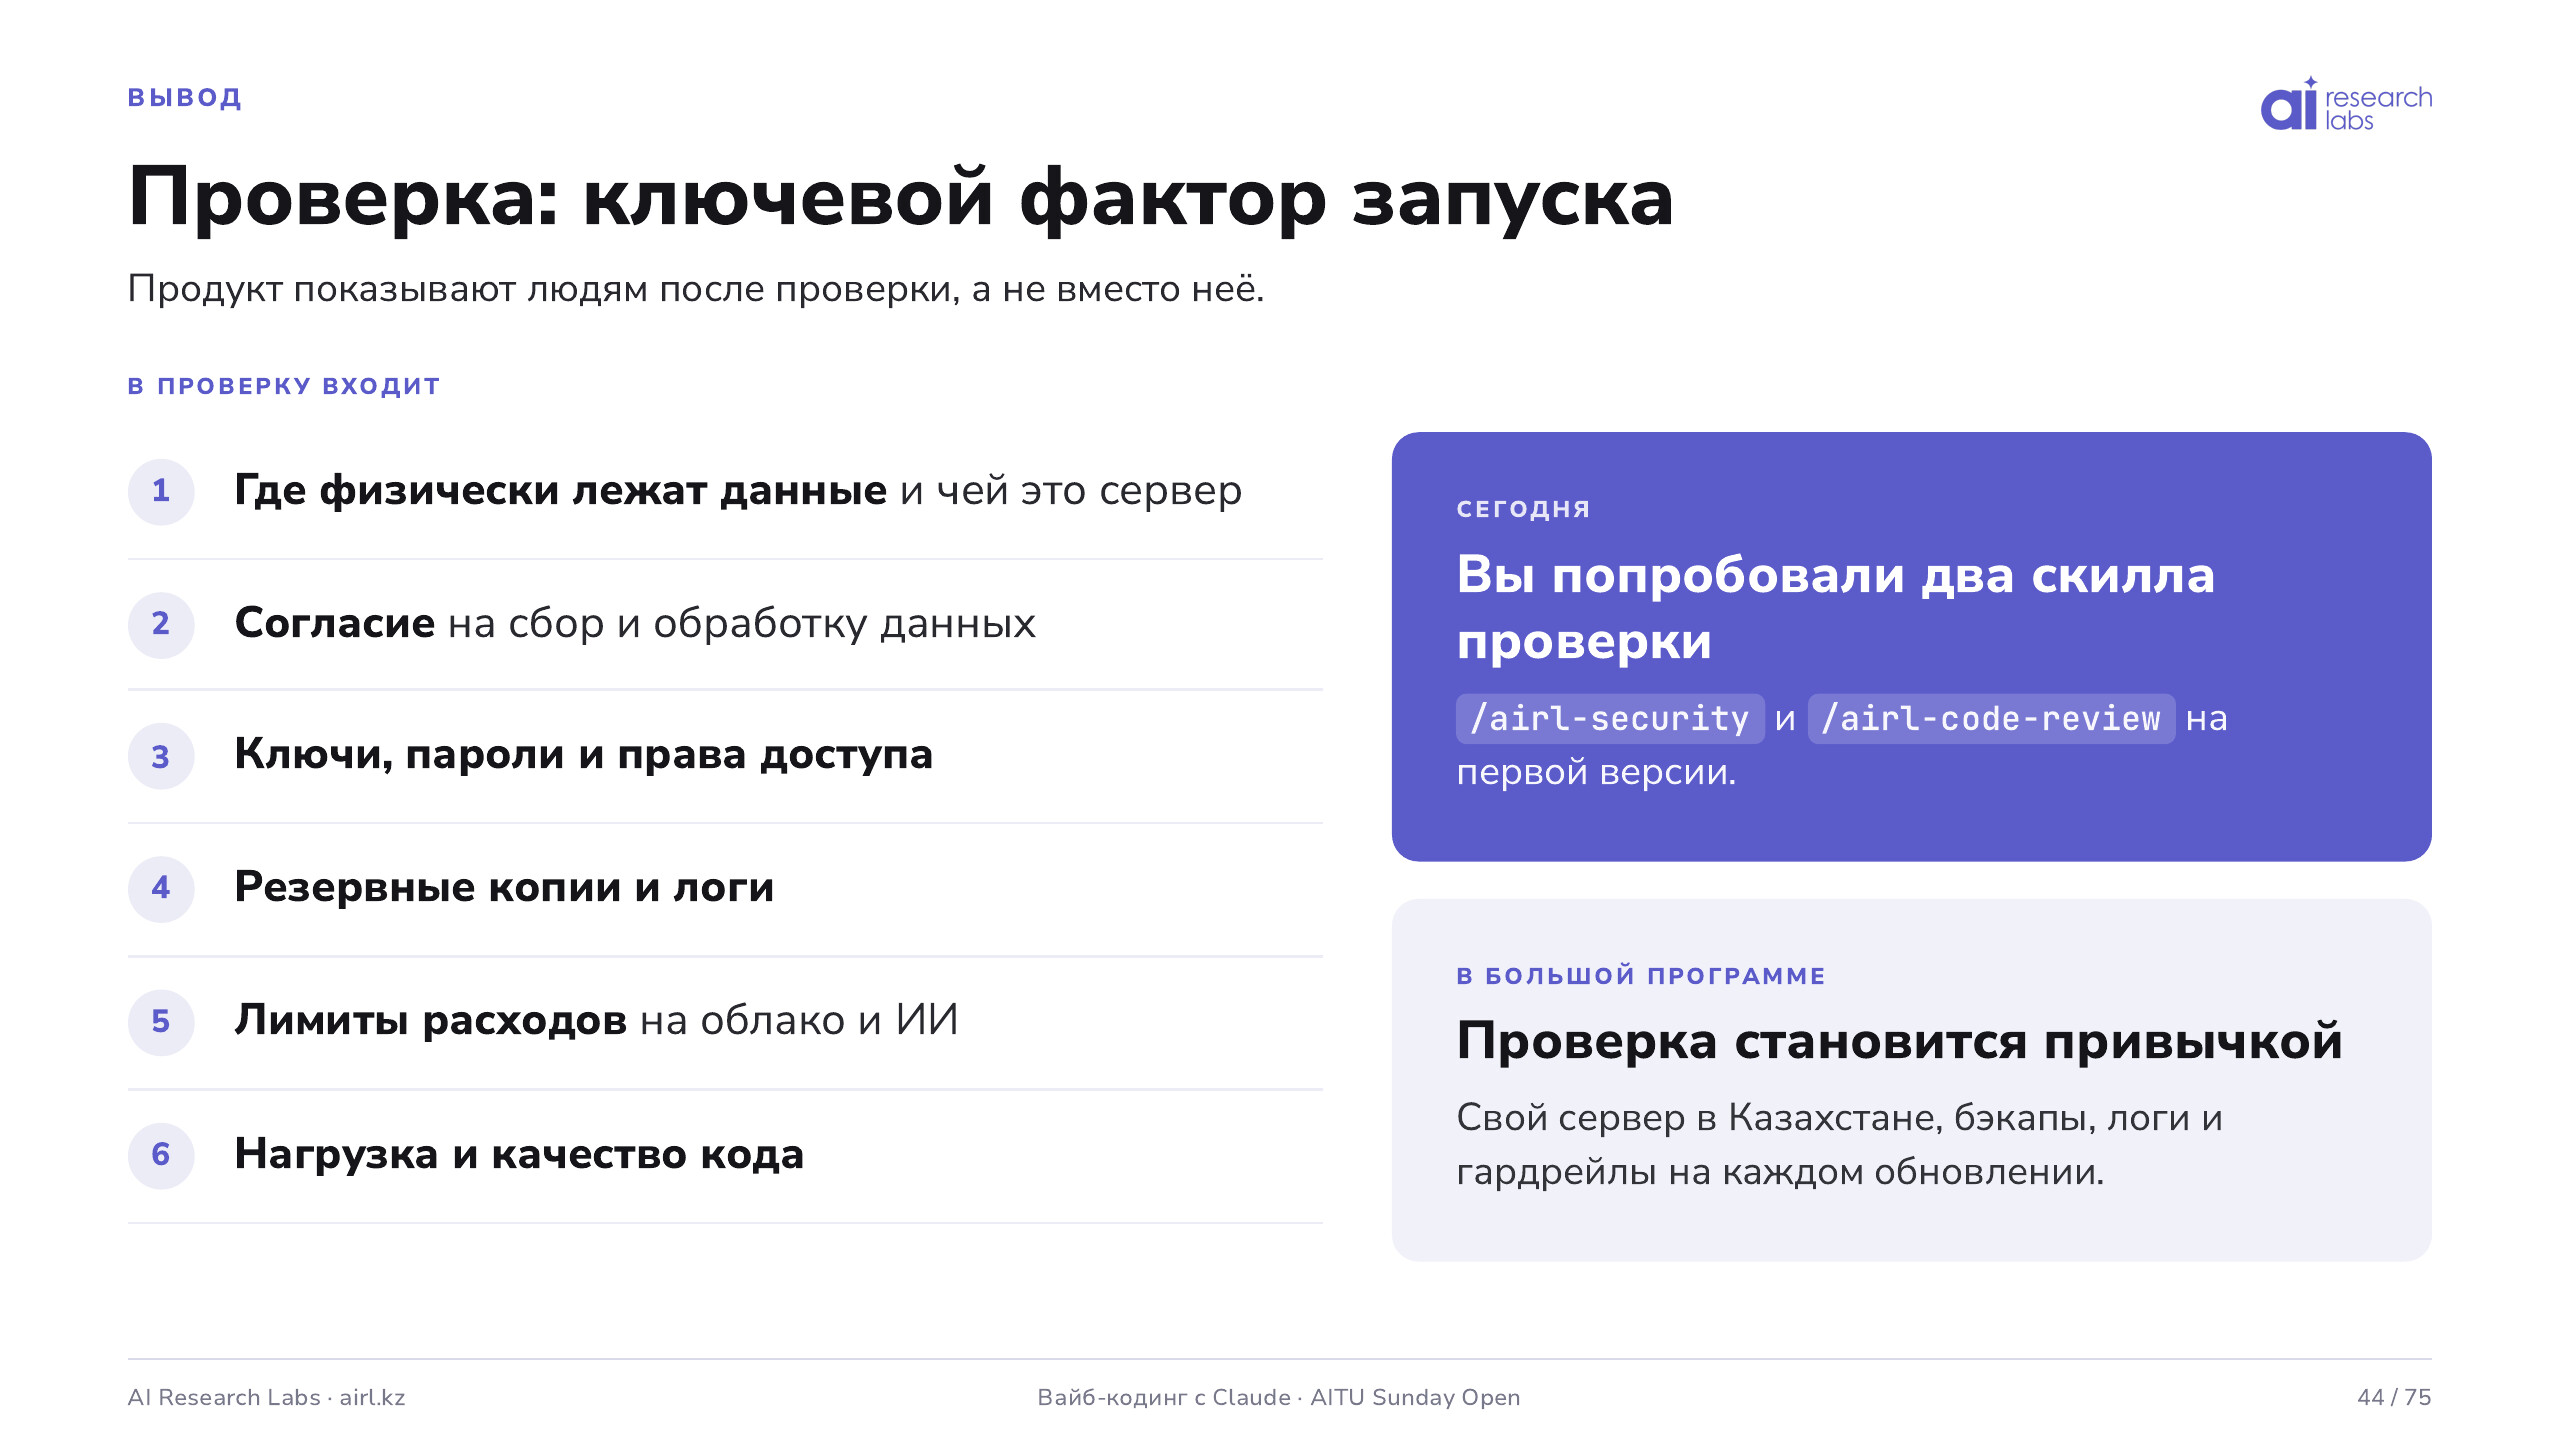 ВЫВОД
ai research labs
Проверка: ключевой фактор запуска
Продукт показывают людям после проверки, а не вместо неё.
В ПРОВЕРКУ ВХОДИТ
1 Где физически лежат данные и чей это сервер
2 Согласие на сбор и обработку данных
3 Ключи, пароли и права доступа
4 Резервные копии и логи
5 Лимиты расходов на облако и ИИ
6 Нагрузка и качество кода
СЕГОДНЯ
Вы попробовали два скилла
проверки
/airl-security и /airl-code-review на
первой версии.
В БОЛЬШОЙ ПРОГРАММЕ
Проверка становится привычкой
Свой сервер в Казахстане, бэкапы, логи и
гардрейлы на каждом обновлении.
AI Research Labs · airl.kz
Вайб-кодинг с Claude · AITU Sunday Open
44 / 75